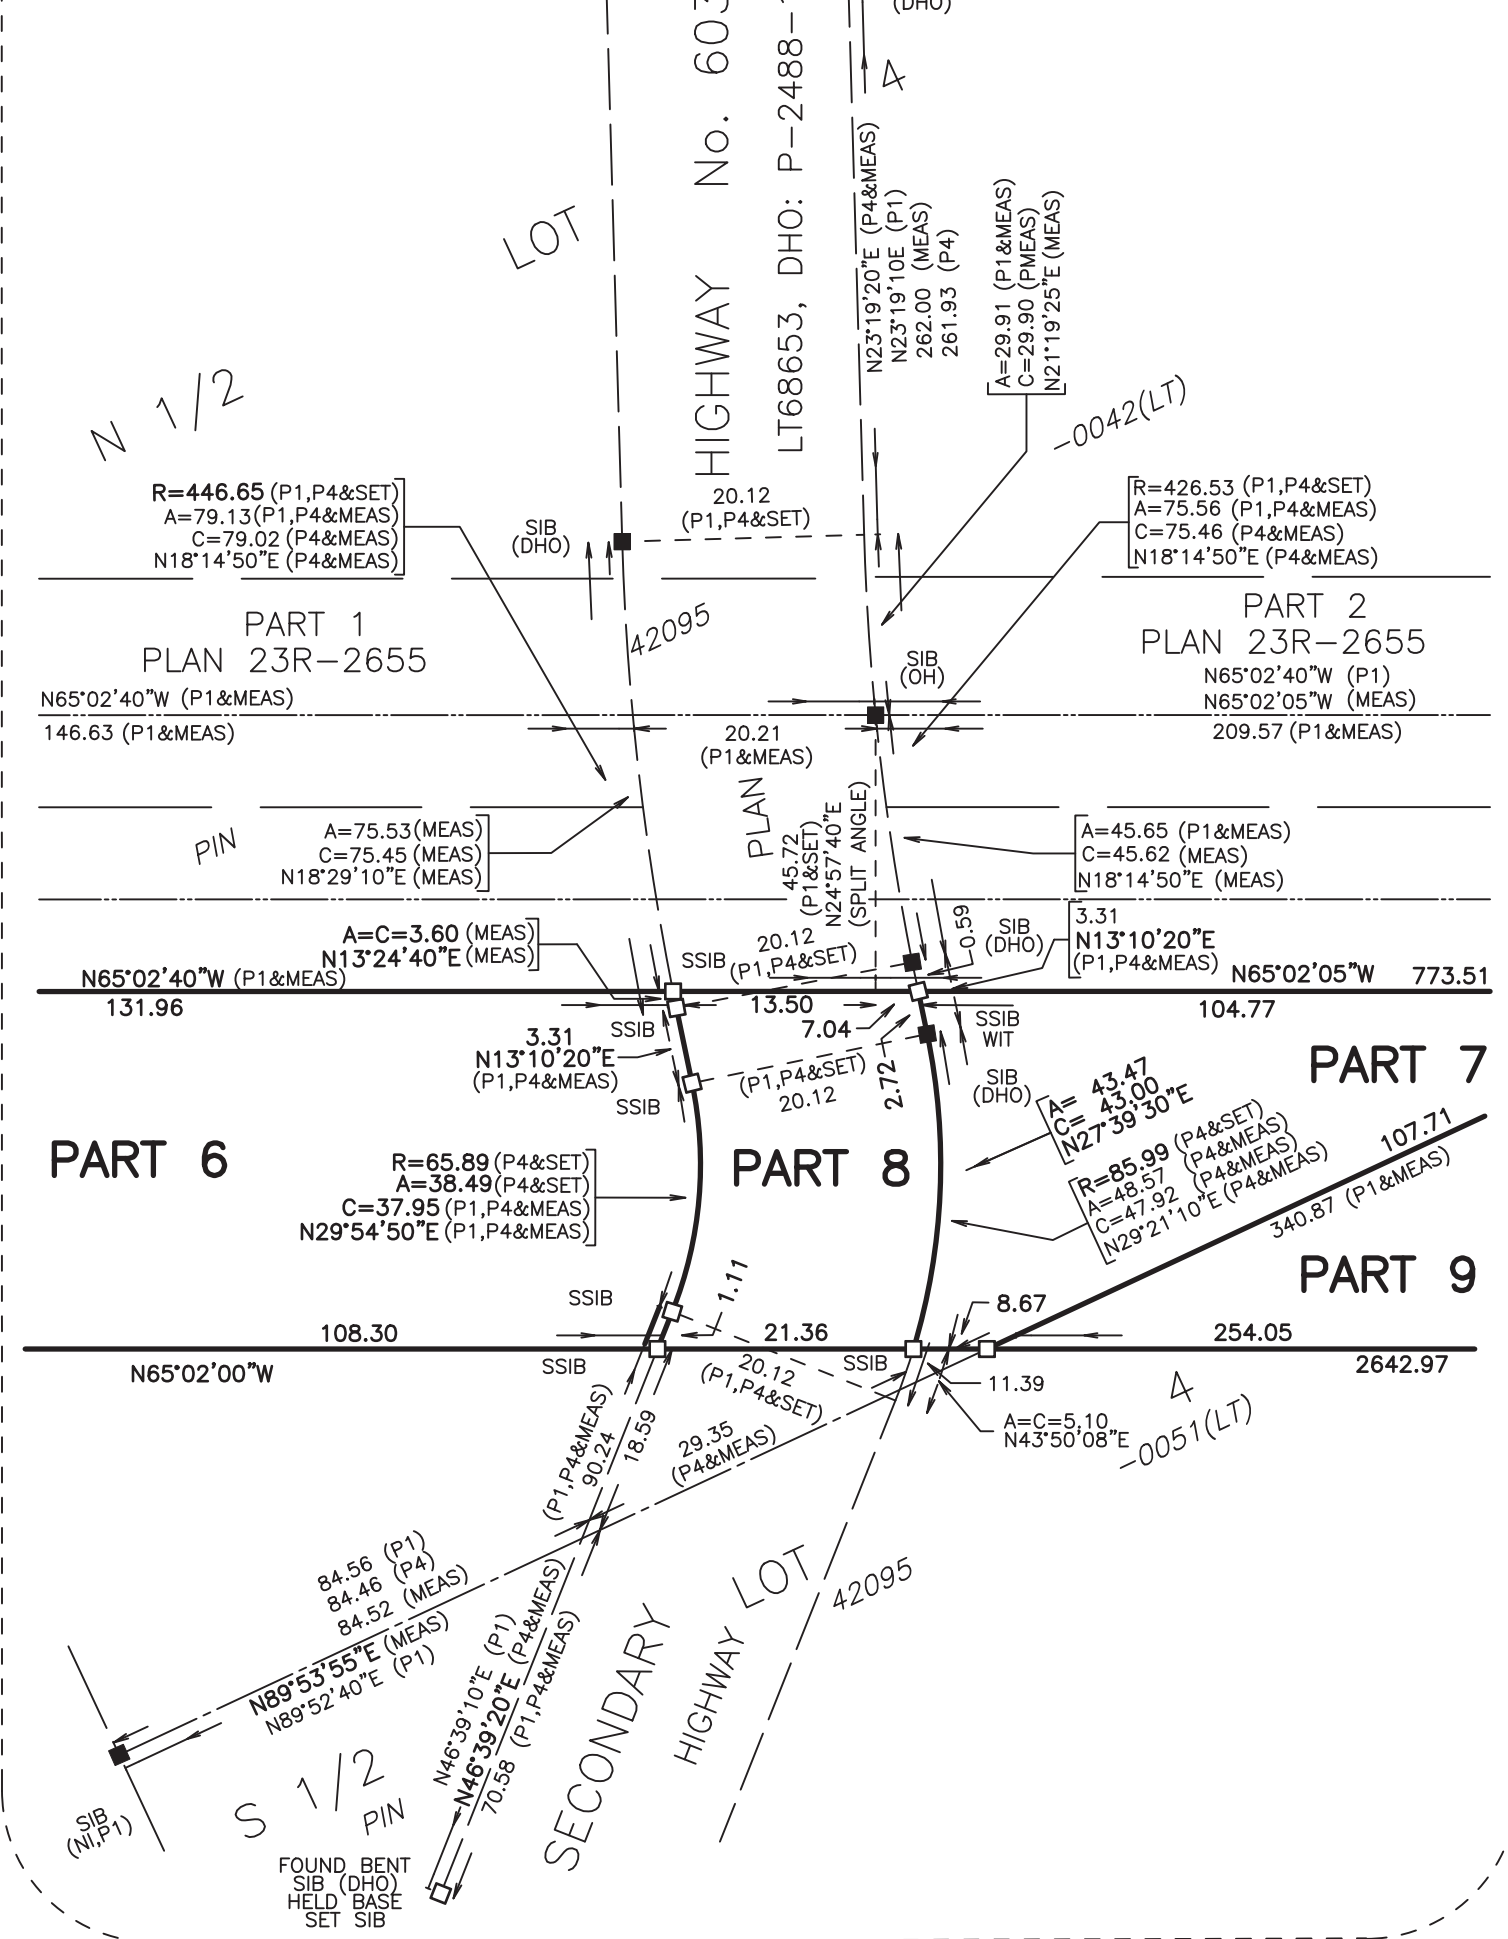 (DHO)
HIGHWAY No. 603
LT68653, DHO: P-2488-
4
LOT
N 1/2
N23°19'20"E (P4&MEAS)
N23°19'10E (P1)
262.00 (MEAS)
261.93 (P4)
A=29.91 (P1&MEAS)
C=29.90 (PMEAS)
N21°19'25"E (MEAS)
-0042(LT)
R=446.65 (P1,P4&SET)
A=79.13(P1,P4&MEAS)
C=79.02 (P4&MEAS)
N18°14'50"E (P4&MEAS)
SIB
(DHO)
20.12
(P1,P4&SET)
R=426.53 (P1,P4&SET)
A=75.56 (P1,P4&MEAS)
C=75.46 (P4&MEAS)
N18°14'50"E (P4&MEAS)
PART 1
PLAN 23R-2655
42095
PART 2
PLAN 23R-2655
SIB
(OH)
N65°02'40"W (P1&MEAS)
146.63 (P1&MEAS)
N65°02'40"W (P1)
N65°02'05"W (MEAS)
209.57 (P1&MEAS)
20.21
(P1&MEAS)
PLAN
45.72
(P1&SET)
N24°57'40"E
(SPLIT ANGLE)
PIN
A=75.53(MEAS)
C=75.45 (MEAS)
N18°29'10"E (MEAS)
A=45.65 (P1&MEAS)
C=45.62 (MEAS)
N18°14'50"E (MEAS)
A=C=3.60 (MEAS)
N13°24'40"E (MEAS)
SSIB
20.12
(P1,P4&SET)
0.59
SIB
(DHO)
3.31
N13°10'20"E
(P1,P4&MEAS)
N65°02'40"W (P1&MEAS)
131.96
N65°02'05"W 773.51
104.77
13.50
7.04
SSIB
WIT
SSIB
3.31
N13°10'20"E
(P1,P4&MEAS)
SSIB
(P1,P4&SET)
20.12
2.72
SIB
(DHO)
PART 7
A= 43.47
C= 43.00
N27°39'30"E
R=85.99 (P4&SET)
A=48.57 (P4&MEAS)
C=47.92 (P4&MEAS)
N29°21'10"E (P4&MEAS)
107.71
340.87 (P1&MEAS)
PART 6
R=65.89 (P4&SET)
A=38.49(P4&SET)
C=37.95 (P1,P4&MEAS)
N29°54'50"E (P1,P4&MEAS)
PART 8
PART 9
SSIB
1.11
8.67
108.30
21.36
254.05
N65°02'00"W
SSIB
20.12
(P1,P4&SET)
SSIB
2642.97
11.39
A=C=5.10
N43°50'08"E
4
-0051(LT)
(P1,P4&MEAS)
90.24
18.59
29.35
(P4&MEAS)
84.56 (P1)
84.46 (P4)
84.52 (MEAS)
N89°53'55"E (MEAS)
N89°52'40"E (P1)
N46°39'10"E (P1)
N46°39'20"E (P4&MEAS)
70.58 (P1,P4&MEAS)
SECONDARY
HIGHWAY
LOT
42095
SIB
(NI,P1)
S 1/2
PIN
FOUND BENT
SIB (DHO)
HELD BASE
SET SIB